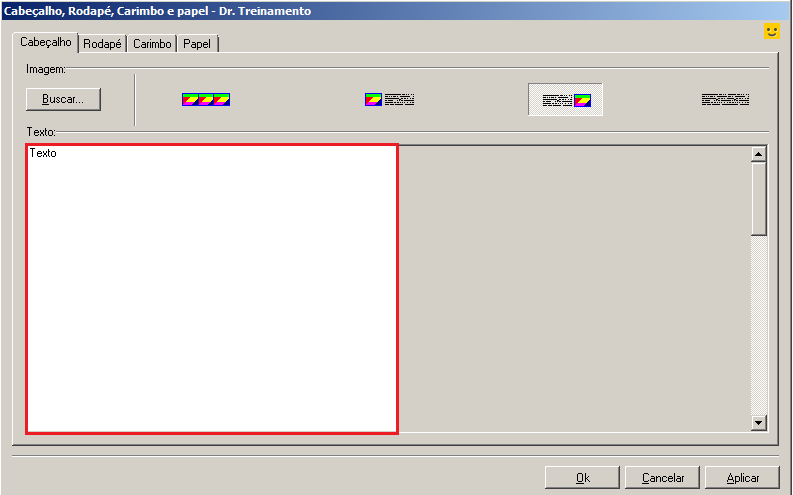 Cabeçalho, Rodapé, Carimbo e papel - Dr. Treinamento
Cabeçalho Rodapé Carimbo Papel
Imagem:
Buscar...
Texto:
Texto
Ok Cancelar Aplicar